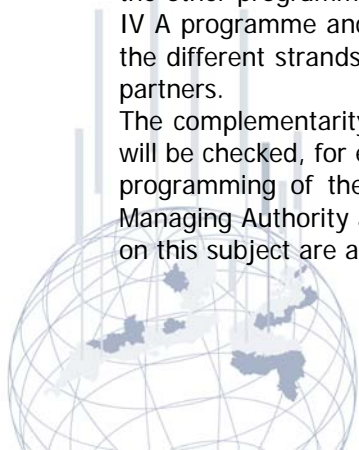 IV A programme and
the different strands
partners.
The complementarity
will be checked, for e
programming of the
Managing Authority a
on this subject are a